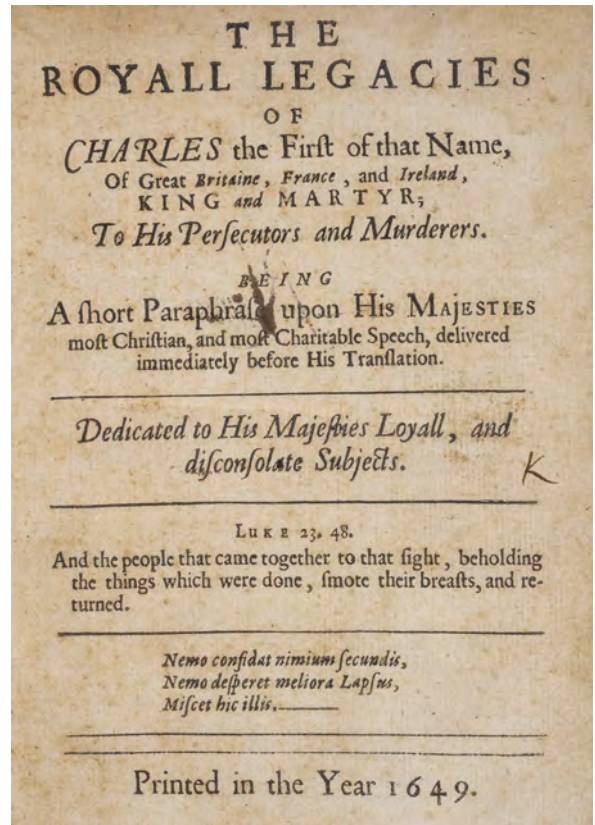 THE
ROYALL LEGACIES
OF
CHARLES the Firſt of that Name,
Of Great Britaine, France, and Ireland,
KING and MARTYR;
To His Perſecutors and Murderers.
BEING
A ſhort Paraphraſe upon His MAJESTIES
moſt Chriſtian, and moſt Charitable Speech, delivered
immediately before His Tranſlation.
Dedicated to His Majeſties Loyall, and
diſconſolate Subjects.
K
LUKE 23. 48.
And the people that came together to that ſight, beholding
the things which were done, ſmote their breaſts, and re-
turned.
Nemo confidat nimium ſecundis,
Nemo deſperet meliora Lapſus,
Miſcet hic illis.
Printed in the Year 1649.